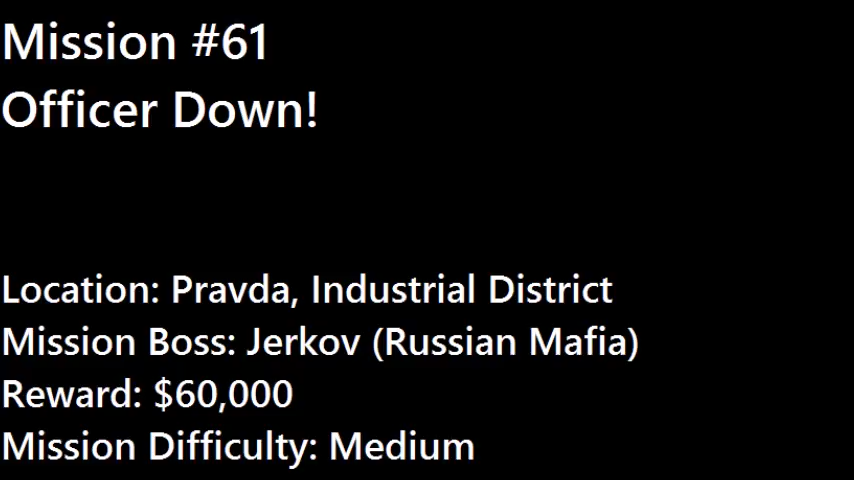 Mission #61
Officer Down!
Location: Pravda, Industrial District
Mission Boss: Jerkov (Russian Mafia)
Reward: $60,000
Mission Difficulty: Medium